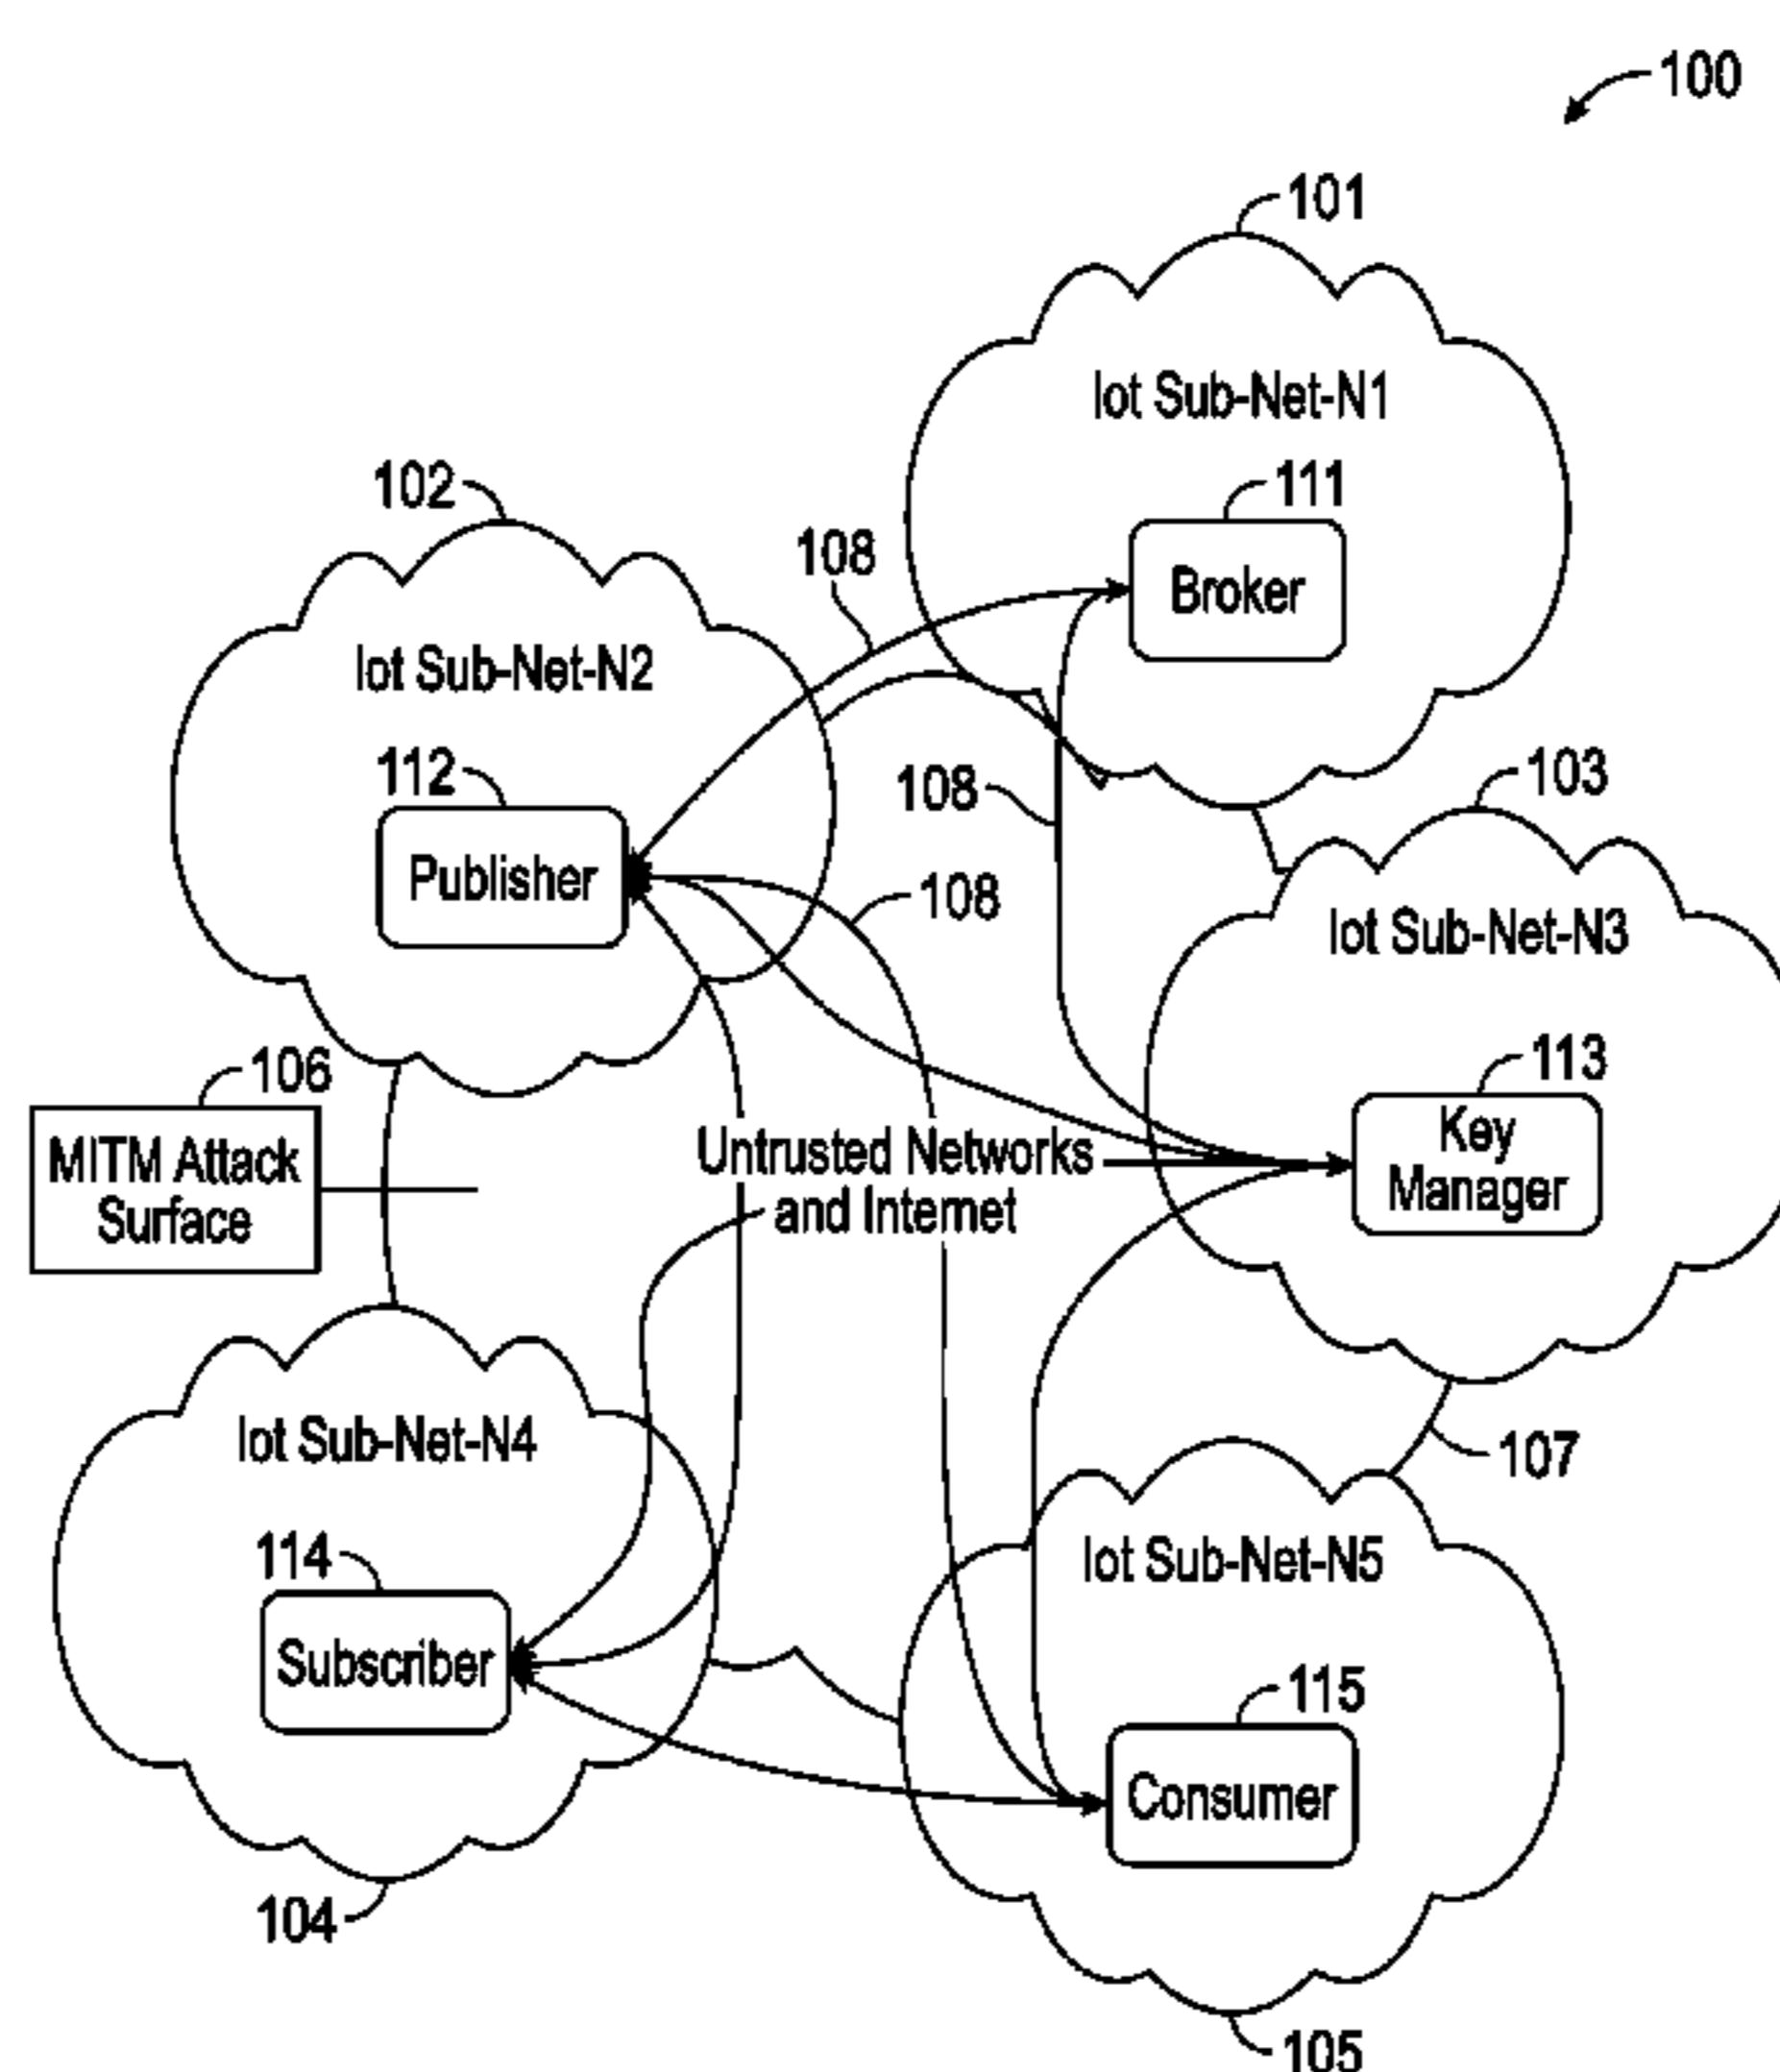 100
101
Iot Sub-Net-N1
102
111
108
Broker
Iot Sub-Net-N2
112
108
103
Publisher
108
Iot Sub-Net-N3
106
113
MITM Attack
Surface
Untrusted Networks
and Internet
Key
Manager
Iot Sub-Net-N4
107
114
Iot Sub-Net-N5
Subscriber
115
Consumer
104
105